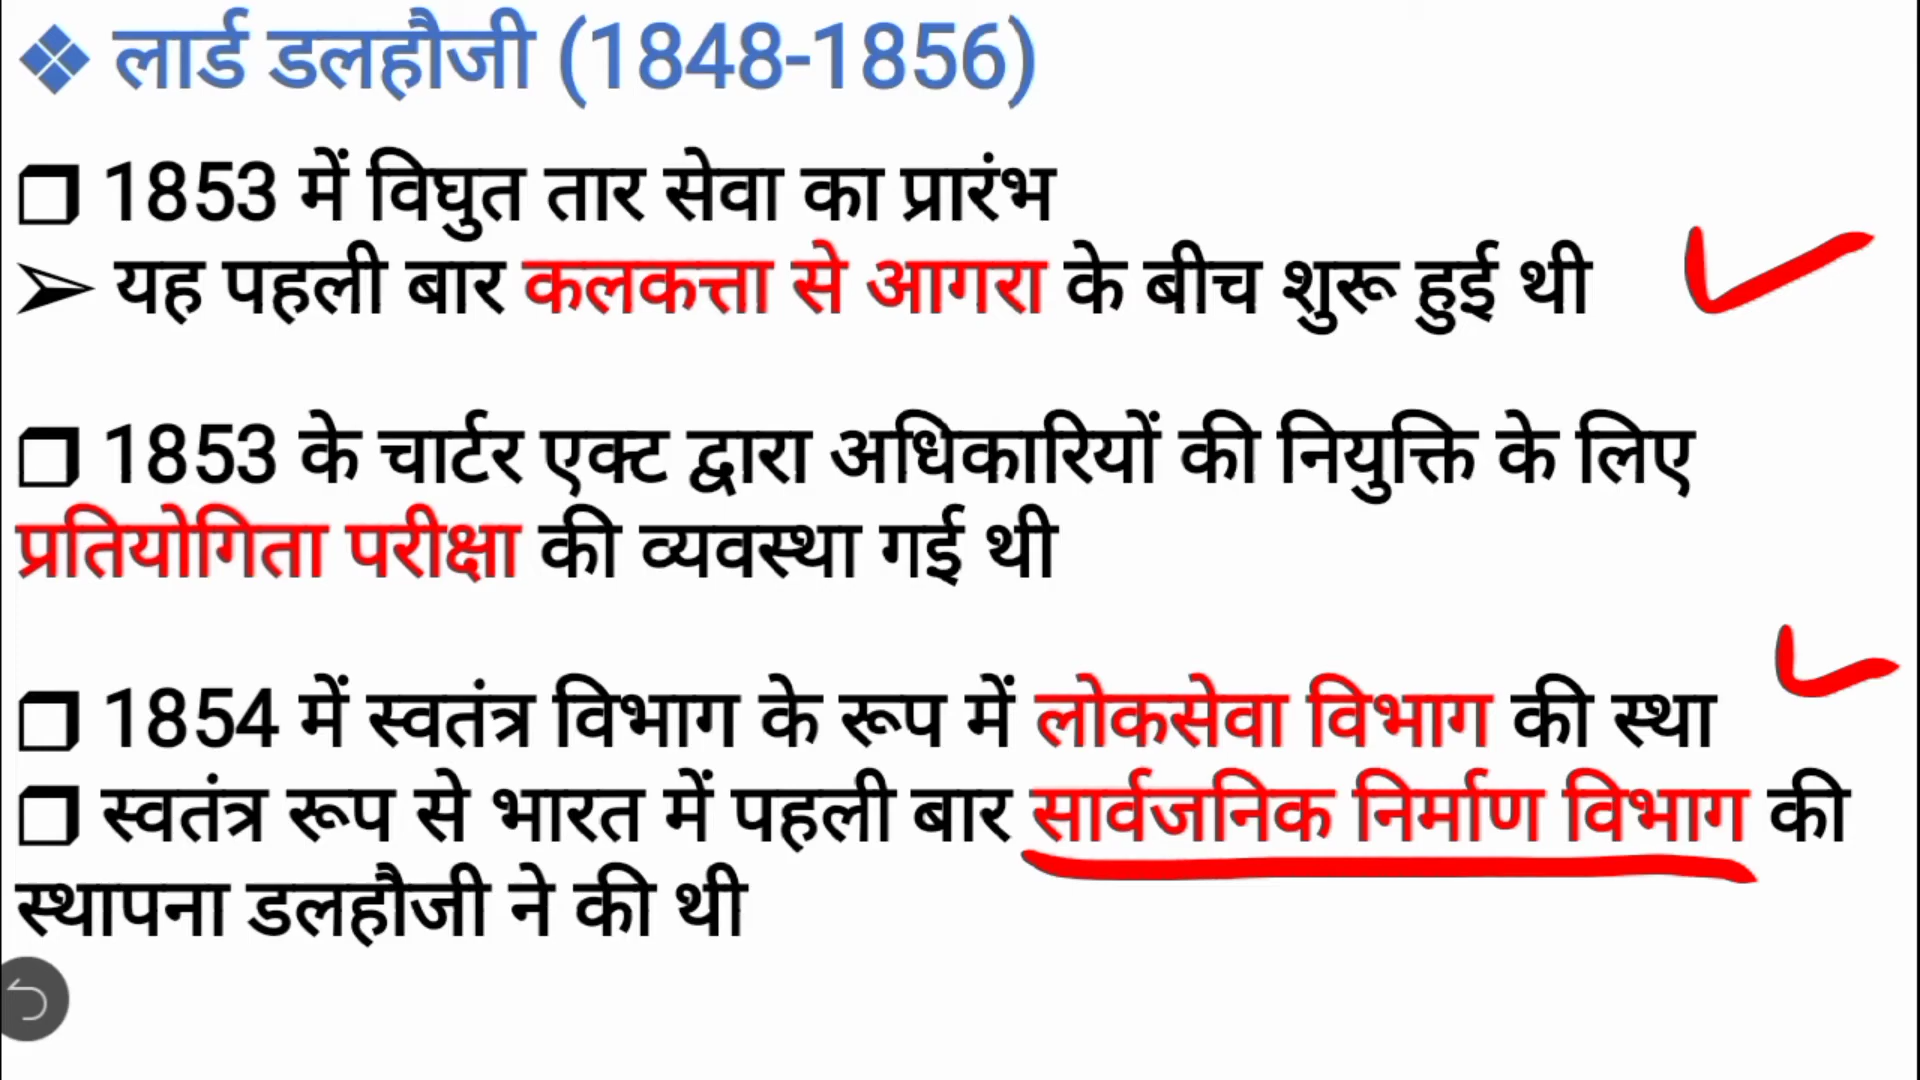 ❖ लार्ड डलहौजी (1848-1856)
❒ 1853 में विघुत तार सेवा का प्रारंभ
➢ यह पहली बार कलकत्ता से आगरा के बीच शुरू हुई थी
❒ 1853 के चार्टर एक्ट द्वारा अधिकारियों की नियुक्ति के लिए
प्रतियोगिता परीक्षा की व्यवस्था गई थी
❒ 1854 में स्वतंत्र विभाग के रूप में लोकसेवा विभाग की स्था
❒ स्वतंत्र रूप से भारत में पहली बार सार्वजनिक निर्माण विभाग की
स्थापना डलहौजी ने की थी